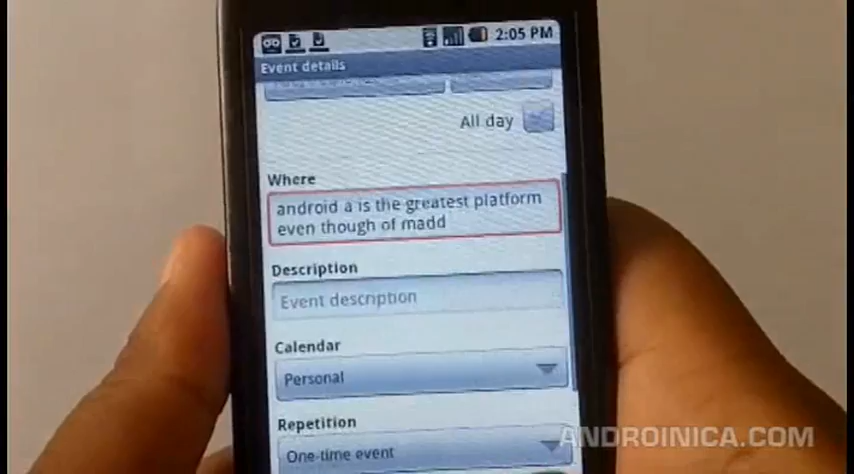 2:05 PM
Event details
All day
Where
android a is the greatest platform
even though of madd
Description
Event description
Calendar
Personal
Repetition
One-time event
ANDROINICA.COM